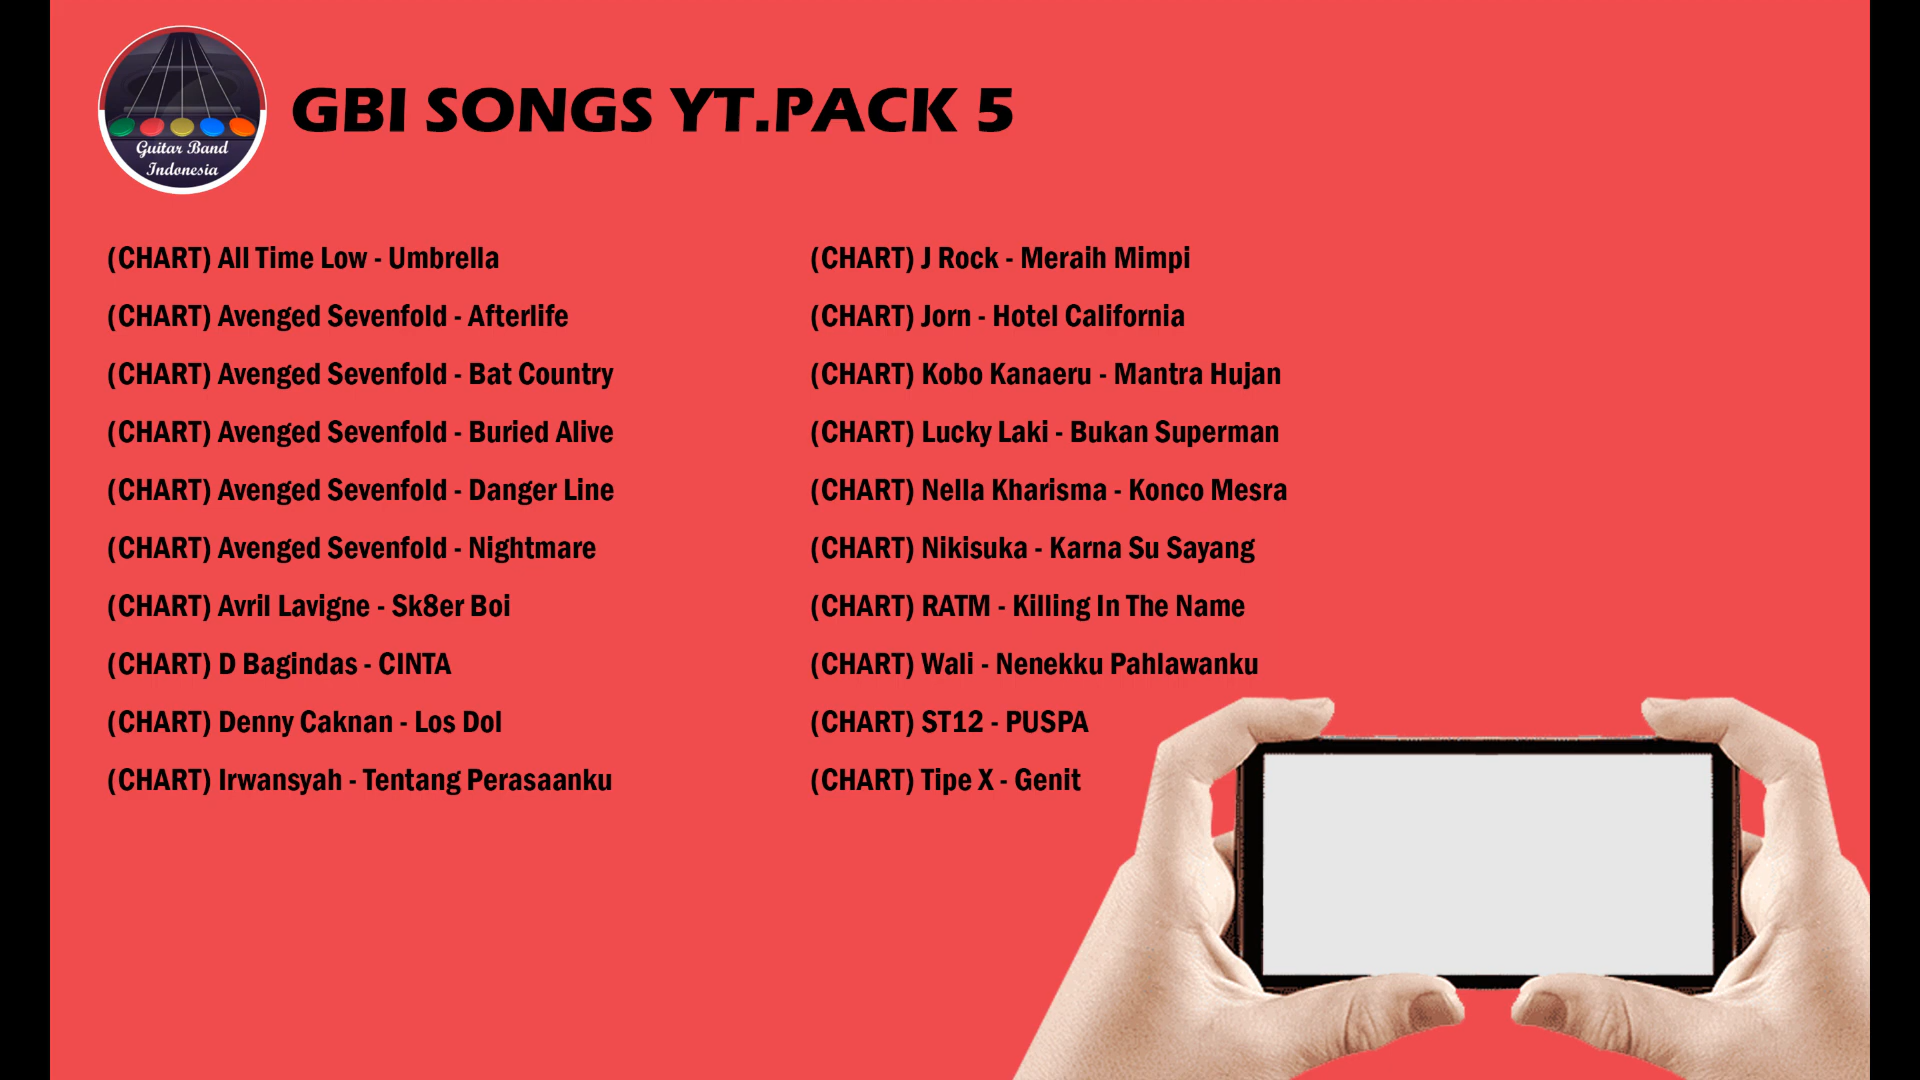 Guitar Band
Indonesia
GBI SONGS YT.PACK 5
(CHART) All Time Low - Umbrella
(CHART) Avenged Sevenfold - Afterlife
(CHART) Avenged Sevenfold - Bat Country
(CHART) Avenged Sevenfold - Buried Alive
(CHART) Avenged Sevenfold - Danger Line
(CHART) Avenged Sevenfold - Nightmare
(CHART) Avril Lavigne - Sk8er Boi
(CHART) D Bagindas - CINTA
(CHART) Denny Caknan - Los Dol
(CHART) Irwansyah - Tentang Perasaanku
(CHART) J Rock - Meraih Mimpi
(CHART) Jorn - Hotel California
(CHART) Kobo Kanaeru - Mantra Hujan
(CHART) Lucky Laki - Bukan Superman
(CHART) Nella Kharisma - Konco Mesra
(CHART) Nikisuka - Karna Su Sayang
(CHART) RATM - Killing In The Name
(CHART) Wali - Nenekku Pahlawanku
(CHART) ST12 - PUSPA
(CHART) Tipe X - Genit